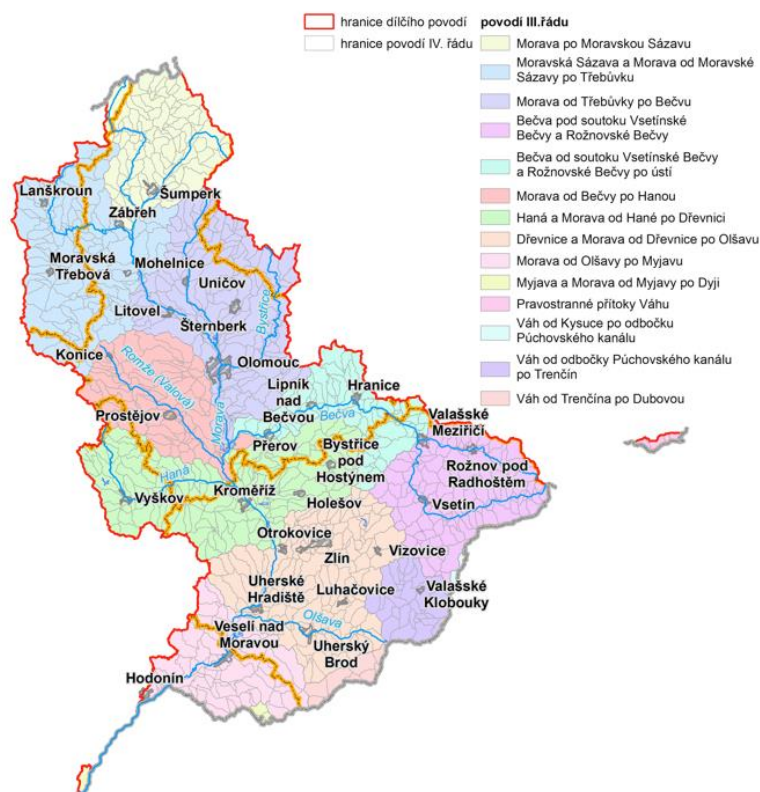 hranice dílčího povodí
hranice povodí IV. řádu
povodí III.řádu
Morava po Moravskou Sázavu
Moravská Sázava a Morava od Moravské
Sázavy po Třebůvku
Morava od Třebůvky po Bečvu
Bečva pod soutoku Vsetínské
Bečvy a Rožnovské Bečvy
Bečva od soutoku Vsetínské Bečvy
a Rožnovské Bečvy po ústí
Morava od Bečvy po Hanou
Haná a Morava od Hané po Dřevnici
Dřevnice a Morava od Dřevnice po Olšavu
Morava od Olšavy po Myjavu
Myjava a Morava od Myjavy po Dyji
Pravostranné přítoky Váhu
Váh od Kysuce po odbočku
Púchovského kanálu
Váh od odbočky Púchovského kanálu
po Trenčín
Váh od Trenčína po Dubovou
Lanškroun
Šumperk
Zábřeh
Moravská
Třebová
Mohelnice
Uničov
Litovel
Šternberk
Bystřice
Konice
Romže (Valová)
Olomouc
Morava
Prostějov
Lipník
nad
Bečvou
Hranice
Bečva
Přerov
Valašské
Meziříčí
Bystřice
pod
Hostýnem
Rožnov pod
Radhoštěm
Haná
Vyškov
Kroměříž
Holešov
Vsetín
Otrokovice
Zlín
Vizovice
Uherské
Hradiště
Luhačovice
Valašské
Klobouky
Olšava
Veselí nad
Moravou
Uherský
Brod
Hodonín